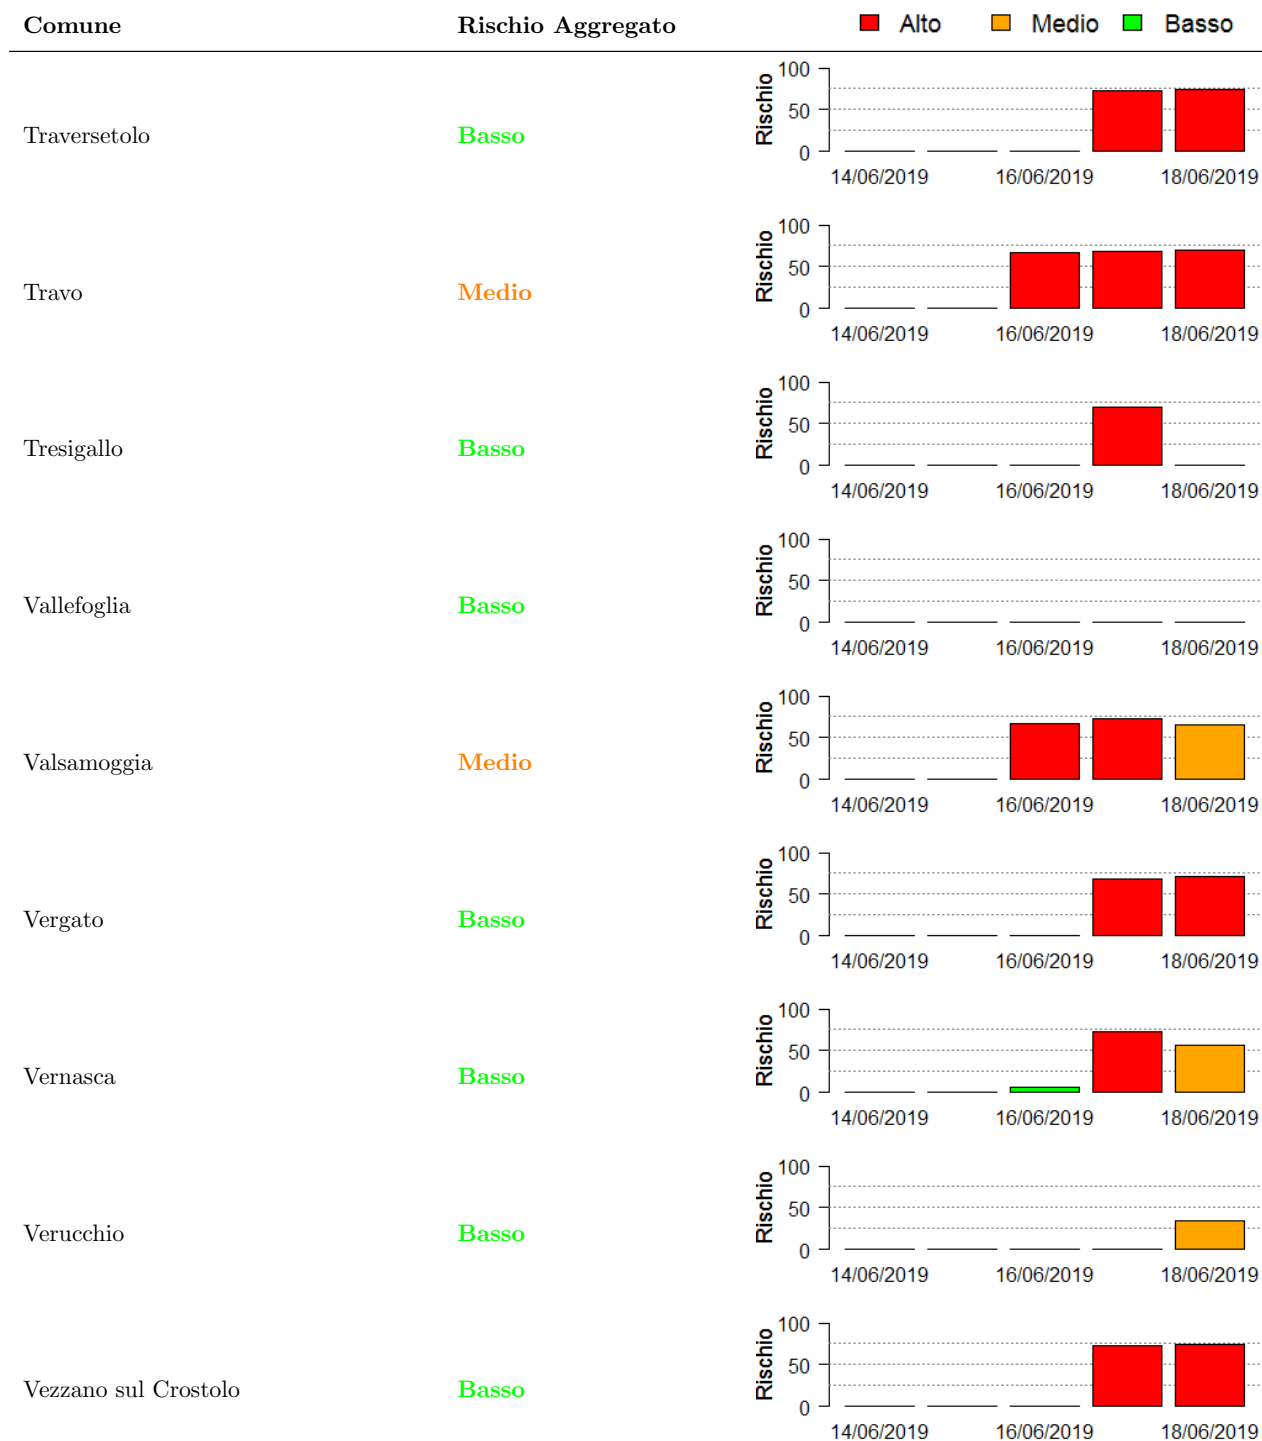 Comune Rischio Aggregato Alto Medio Basso
100
50
0
Rischio
Traversetolo Basso
14/06/2019 16/06/2019 18/06/2019
100
50
0
Rischio
Travo Medio
14/06/2019 16/06/2019 18/06/2019
100
50
0
Rischio
Tresigallo Basso
14/06/2019 16/06/2019 18/06/2019
100
50
0
Rischio
Vallefoglia Basso
14/06/2019 16/06/2019 18/06/2019
100
50
0
Rischio
Valsamoggia Medio
14/06/2019 16/06/2019 18/06/2019
100
50
0
Rischio
Vergato Basso
14/06/2019 16/06/2019 18/06/2019
100
50
0
Rischio
Vernasca Basso
14/06/2019 16/06/2019 18/06/2019
100
50
0
Rischio
Verucchio Basso
14/06/2019 16/06/2019 18/06/2019
100
50
0
Rischio
Vezzano sul Crostolo Basso
14/06/2019 16/06/2019 18/06/2019